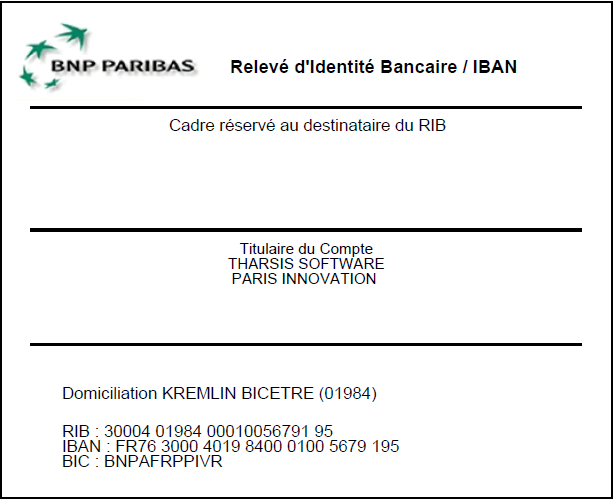 BNP PARIBAS
Relevé d'Identité Bancaire / IBAN
Cadre réservé au destinataire du RIB
Titulaire du Compte
THARSIS SOFTWARE
PARIS INNOVATION
Domiciliation KREMLIN BICETRE (01984)
RIB : 30004 01984 00010056791 95
IBAN : FR76 3000 4019 8400 0100 5679 195
BIC : BNPAFRPPIVR